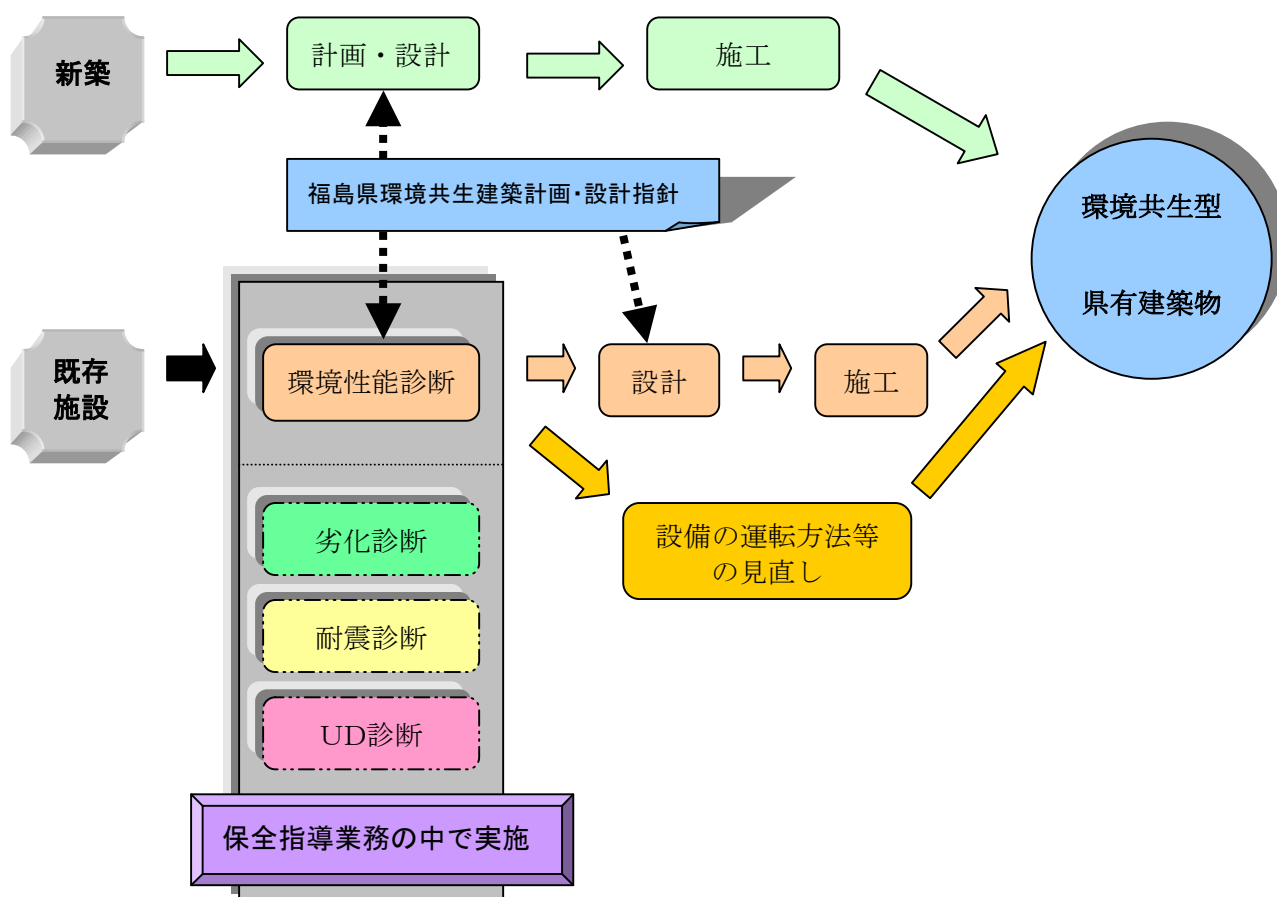 新築
計画・設計
施工
福島県環境共生建築計画・設計指針
環境共生型
県有建築物
既存
施設
環境性能診断
設計
施工
設備の運転方法等
の見直し
劣化診断
耐震診断
UD診断
保全指導業務の中で実施